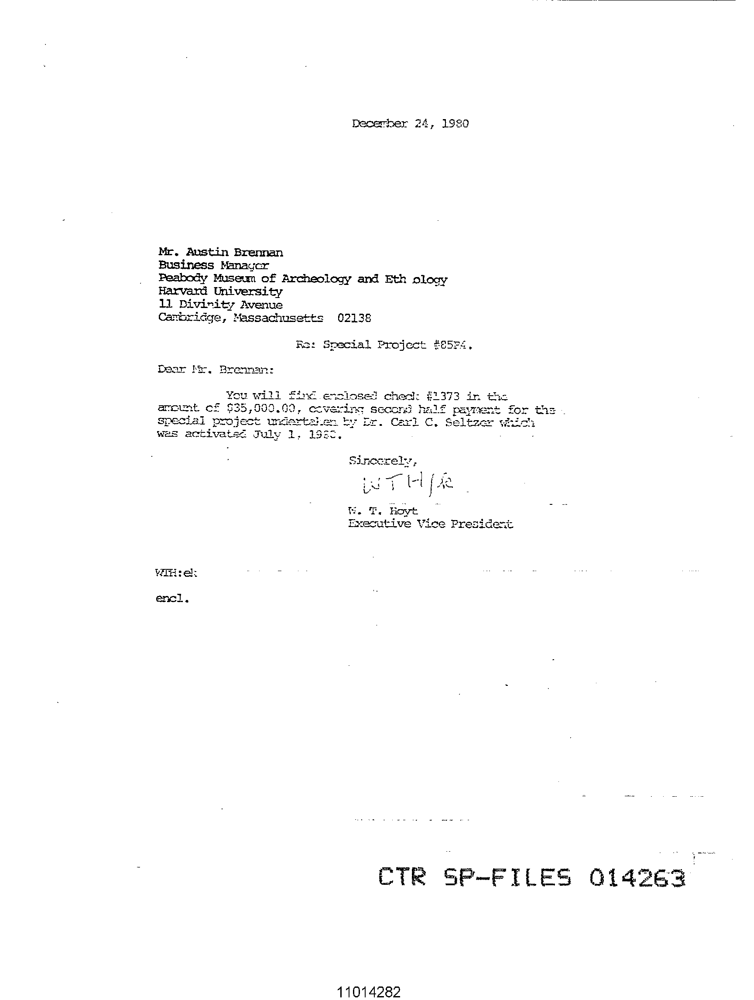 December 24, 1980
Mr. Austin Brennan
Business Manager
Peabody Museum of Archeology and Eth ology
Harvard University
11 Divinity Avenue
Cambridge, Massachusetts 02138
Re: Special Project #85
Dear Mr. Brennan:
You will find enclosed check #1373 in the
amount of $35,000.00, covering second half payment for the
special project undertaken by Dr. Carl C. Seltzer which
was activated July 1, 1980.
Sincerely,
WTH/
W. T. Hoyt
Executive Vice President
WTH:ek
encl.
CTR SP-FILES 014263
11014282